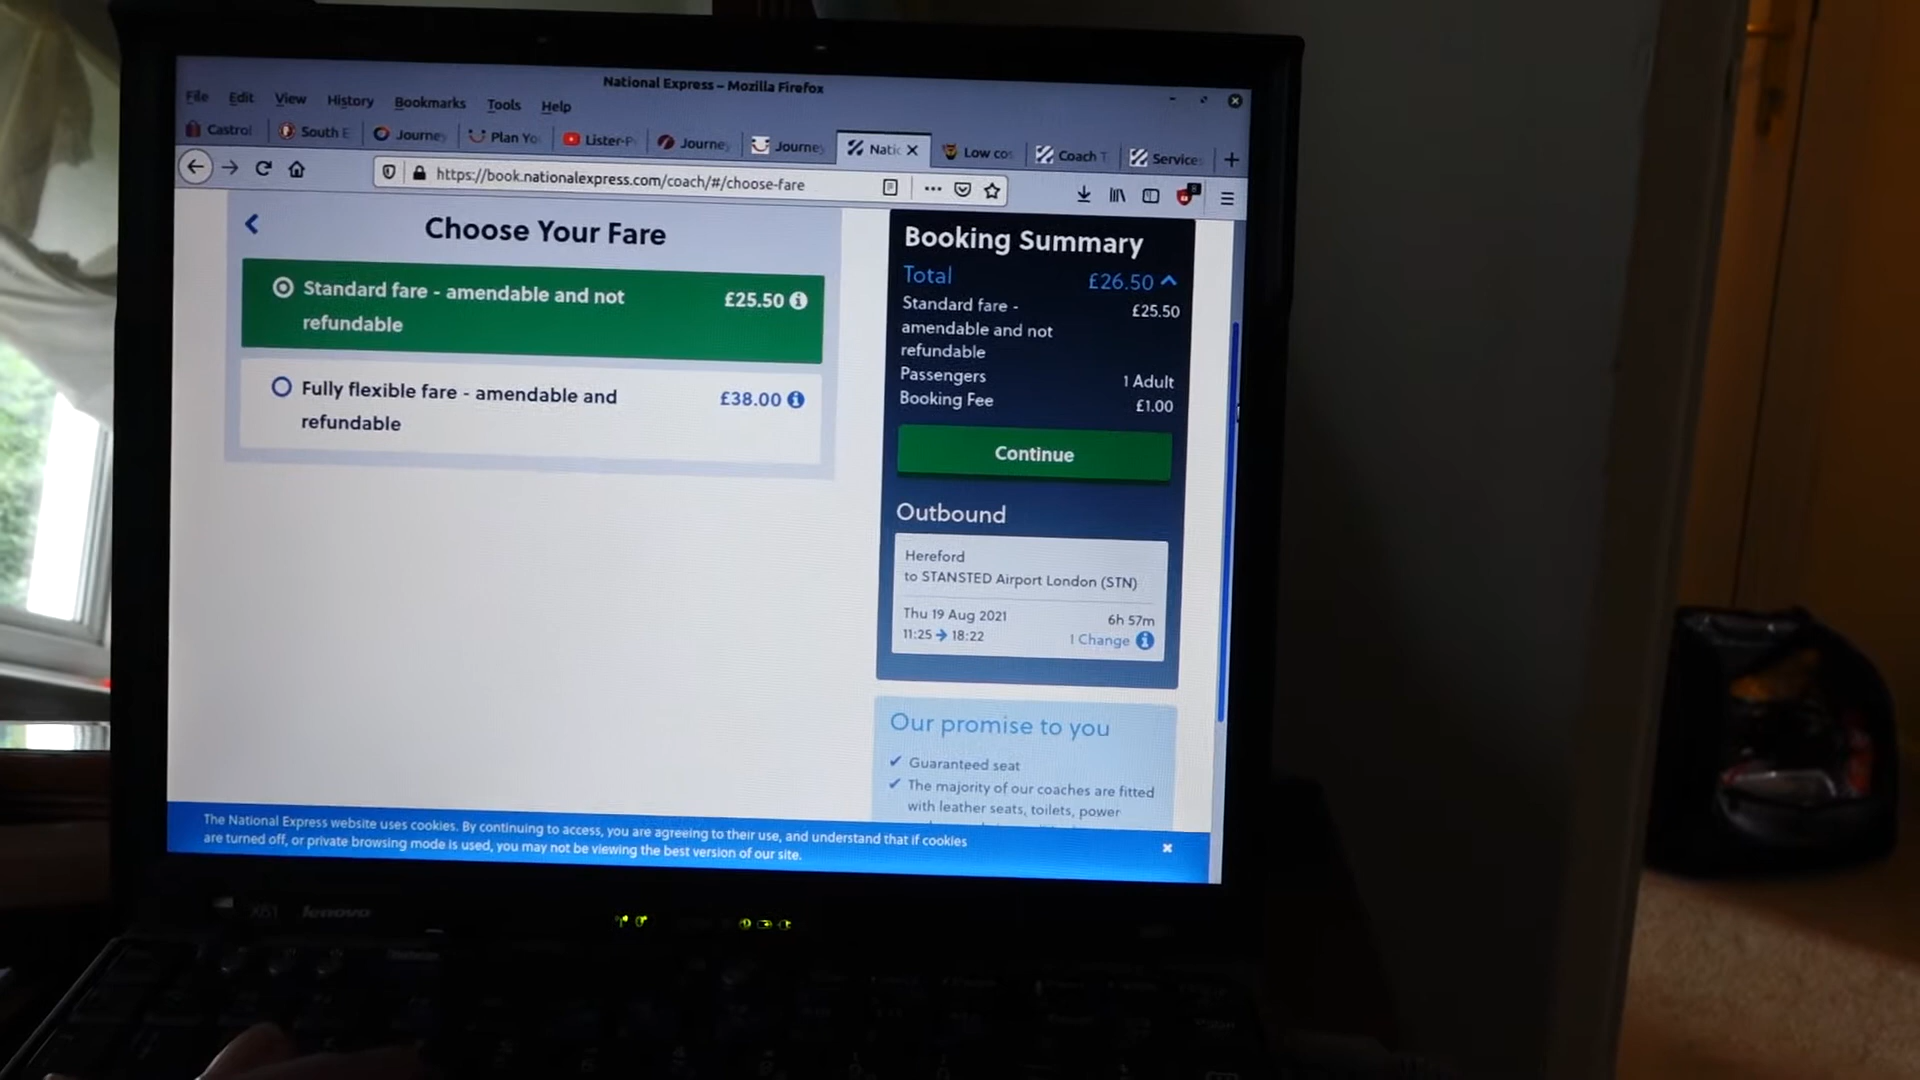 National Express – Mozilla Firefox
File Edit View History Bookmarks Tools Help
Castrol South E Journey Plan Yo Lister-P Journey Journey Natio Low cos Coach T Services
https://book.nationalexpress.com/coach/#/choose-fare
Choose Your Fare
Standard fare - amendable and not
refundable
£25.50
Fully flexible fare - amendable and
refundable
£38.00
Booking Summary
Total £26.50
Standard fare - £25.50
amendable and not
refundable
Passengers 1 Adult
Booking Fee £1.00
Continue
Outbound
Hereford
to STANSTED Airport London (STN)
Thu 19 Aug 2021 6h 57m
11:25 → 18:22 1 Change
Our promise to you
✔ Guaranteed seat
✔ The majority of our coaches are fitted
with leather seats, toilets, power
The National Express website uses cookies. By continuing to access, you are agreeing to their use, and understand that if cookies
are turned off, or private browsing mode is used, you may not be viewing the best version of our site.
X61 lenovo